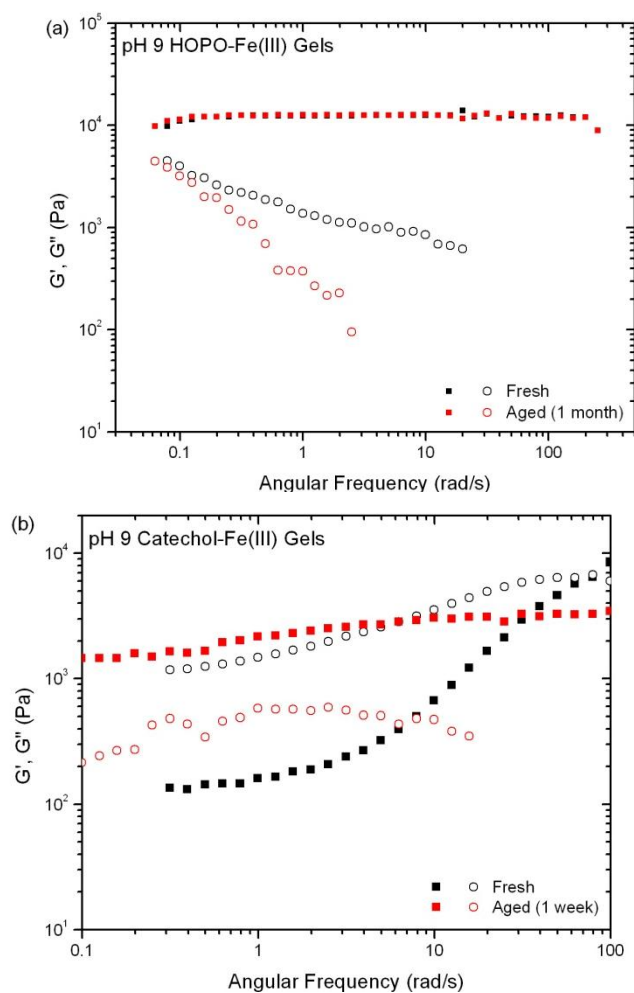 (a)
pH 9 HOPO-Fe(III) Gels
10⁵
10⁴
10³
10²
10¹
G', G'' (Pa)
0.1 1 10 100
Angular Frequency (rad/s)
Fresh
Aged (1 month)
(b)
pH 9 Catechol-Fe(III) Gels
10⁴
10³
10²
10¹
G', G'' (Pa)
0.1 1 10 100
Angular Frequency (rad/s)
Fresh
Aged (1 week)